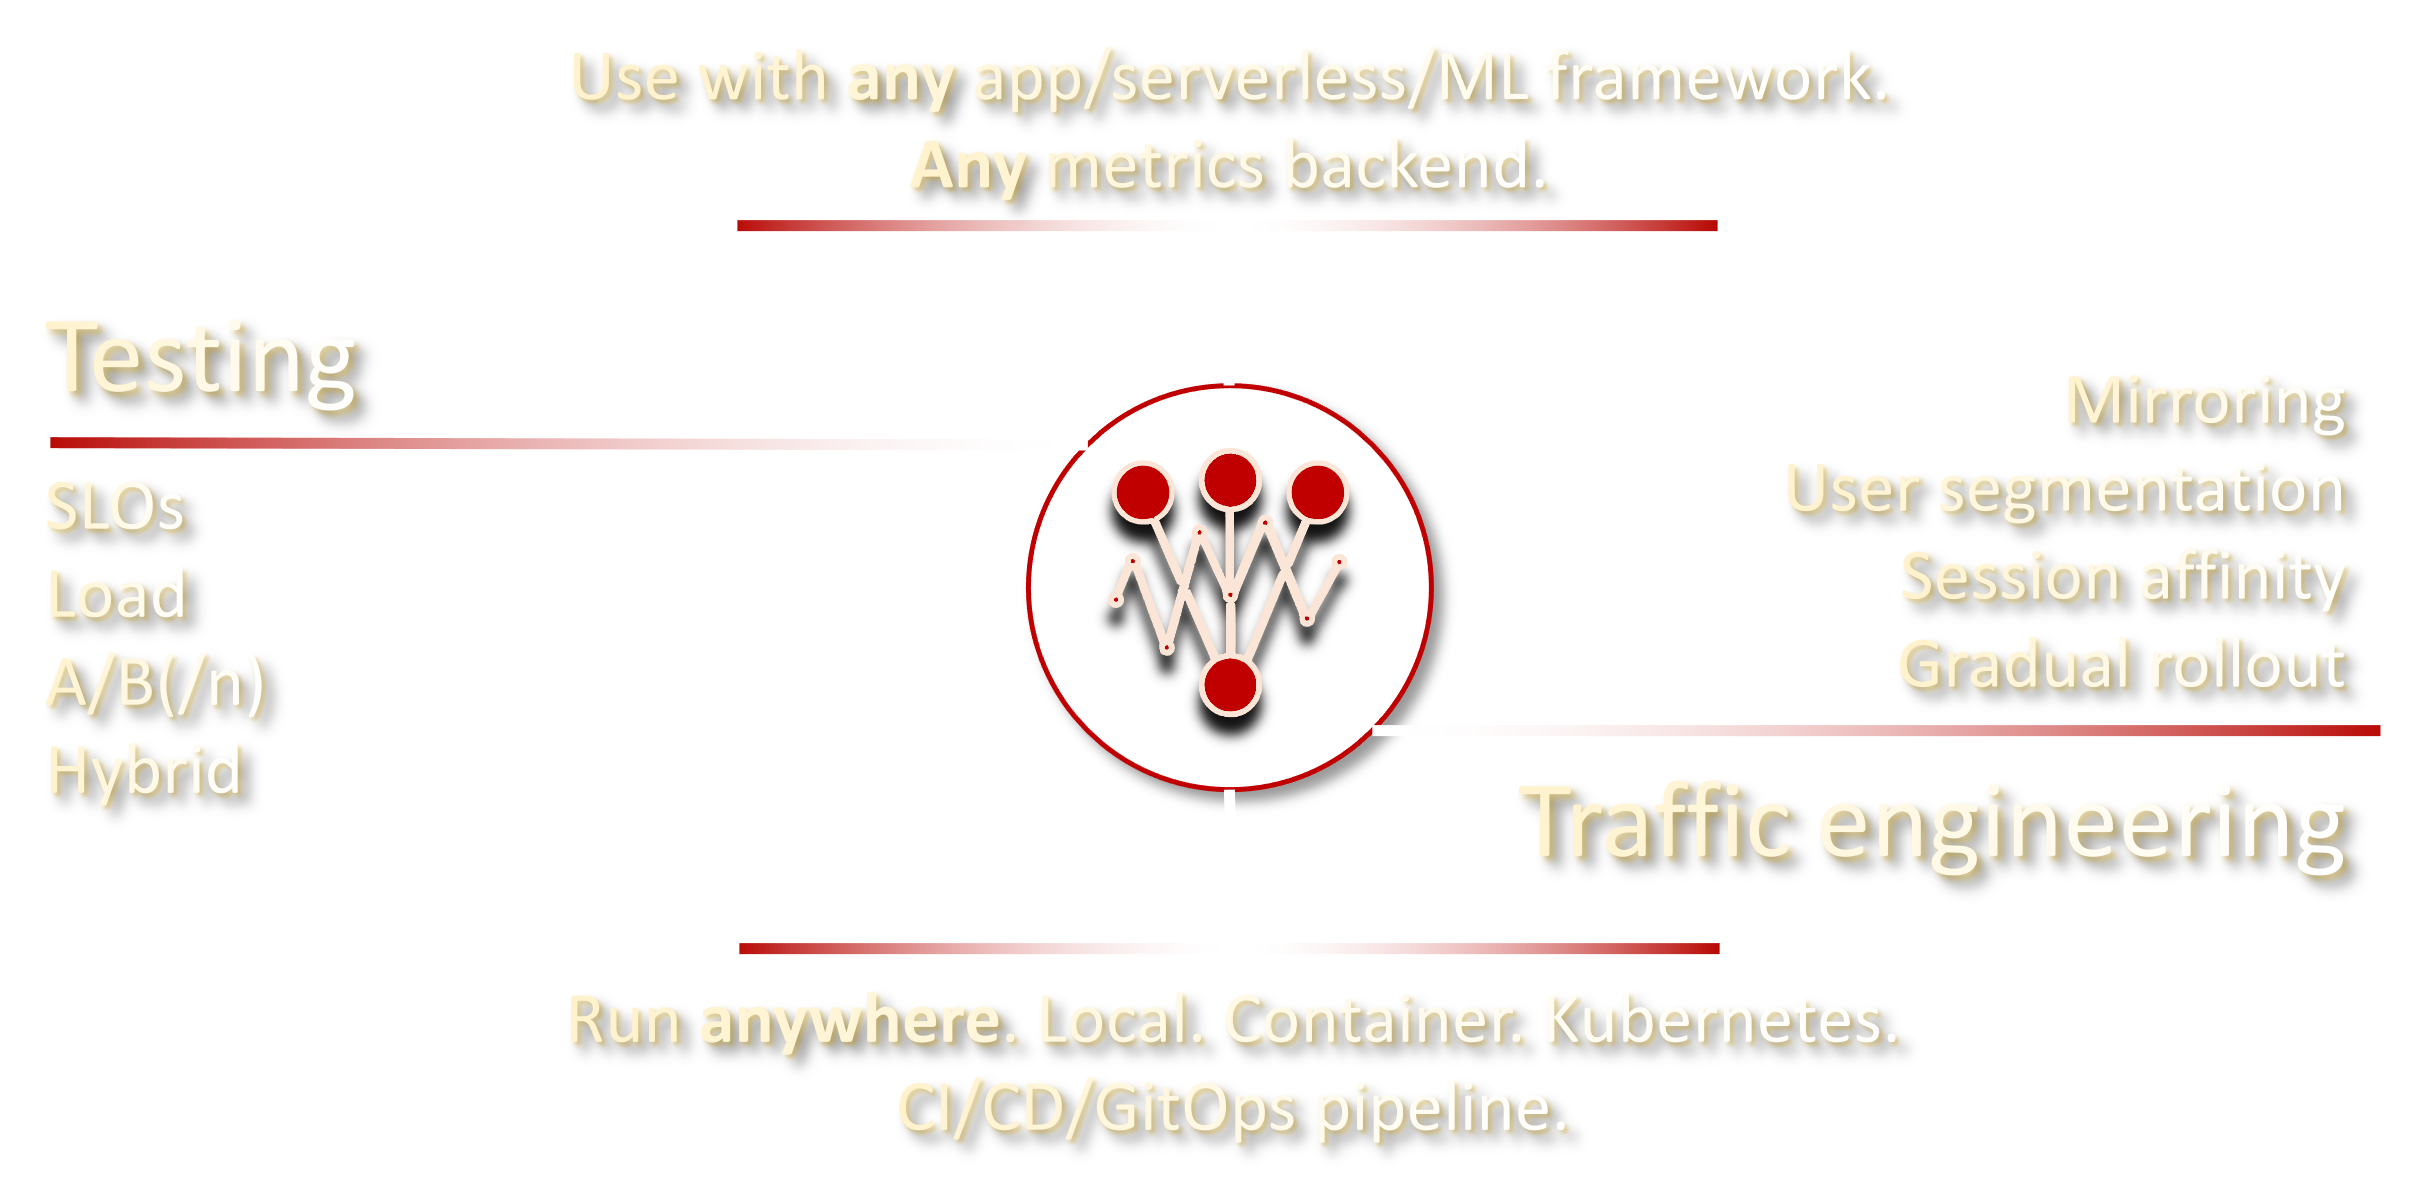 Use with any app/serverless/ML framework.
Any metrics backend.
Testing
SLOs
Load
A/B(/n)
Hybrid
Mirroring
User segmentation
Session affinity
Gradual rollout
Traffic engineering
Run anywhere. Local. Container. Kubernetes.
CI/CD/GitOps pipeline.